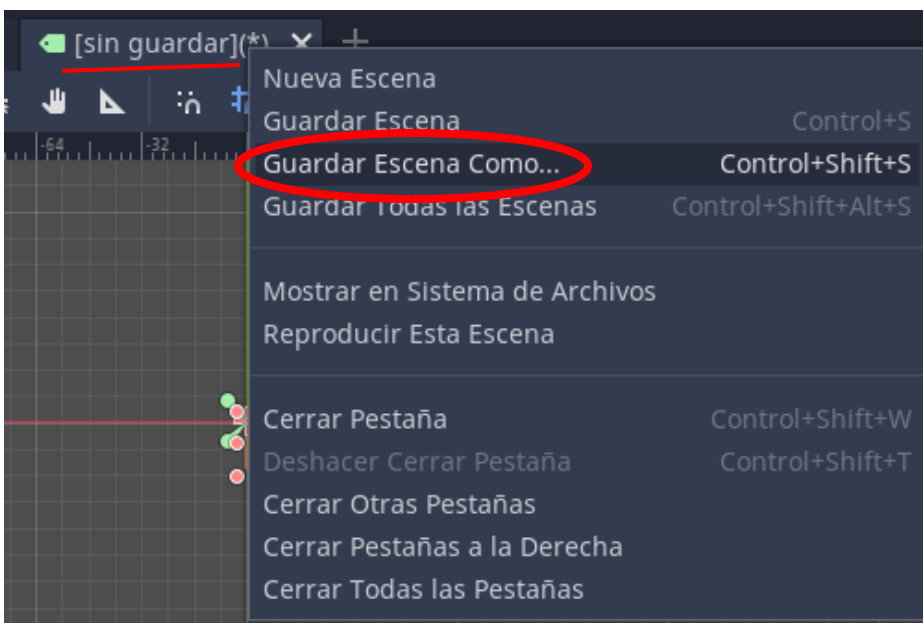 [sin guardar](*)
-64 -32
Nueva Escena
Guardar Escena Control+S
Guardar Escena Como... Control+Shift+S
Guardar Todas las Escenas Control+Shift+Alt+S
Mostrar en Sistema de Archivos
Reproducir Esta Escena
Cerrar Pestaña Control+Shift+W
Deshacer Cerrar Pestaña Control+Shift+T
Cerrar Otras Pestañas
Cerrar Pestañas a la Derecha
Cerrar Todas las Pestañas